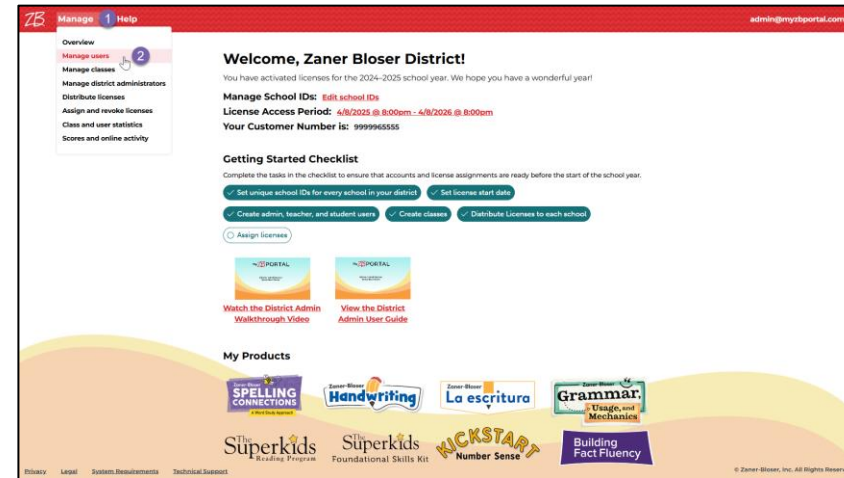 ZB Manage 1 Help admin@myzbportal.com
Overview
Manage users 2
Manage classes
Manage district administrators
Distribute licenses
Assign and revoke licenses
Class and user statistics
Scores and online activity
Welcome, Zaner Bloser District!
You have activated licenses for the 2024–2025 school year. We hope you have a wonderful year!
Manage School IDs: Edit school IDs
License Access Period: 4/8/2025 @ 8:00pm - 4/8/2026 @ 8:00pm
Your Customer Number is: 9999965555
Getting Started Checklist
Complete the tasks in the checklist to ensure that accounts and license assignments are ready before the start of the school year.
Set unique school IDs for every school in your district Set license start date
Create admin, teacher, and student users Create classes Distribute Licenses to each school
Assign licenses
PORTAL PORTAL
Watch the District Admin
Walkthrough Video
View the District
Admin User Guide
My Products
Zaner-Bloser
SPELLING
CONNECTIONS
A Word Study Approach
Zaner-Bloser
Handwriting
Zaner-Bloser
La escritura
Zaner-Bloser
Grammar,
Usage, and
Mechanics
The Superkids
Reading Program
The Superkids
Foundational Skills Kit
KICKSTART
Number Sense
Building
Fact Fluency
Privacy Legal System Requirements Technical Support © Zaner-Bloser, Inc. All Rights Reser